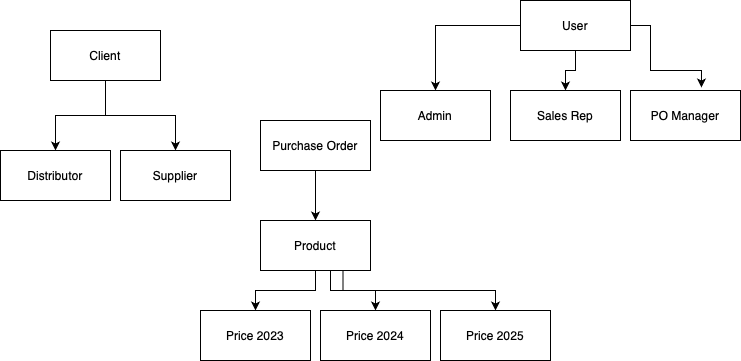 User
Client
Admin
Sales Rep
PO Manager
Purchase Order
Distributor
Supplier
Product
Price 2023
Price 2024
Price 2025